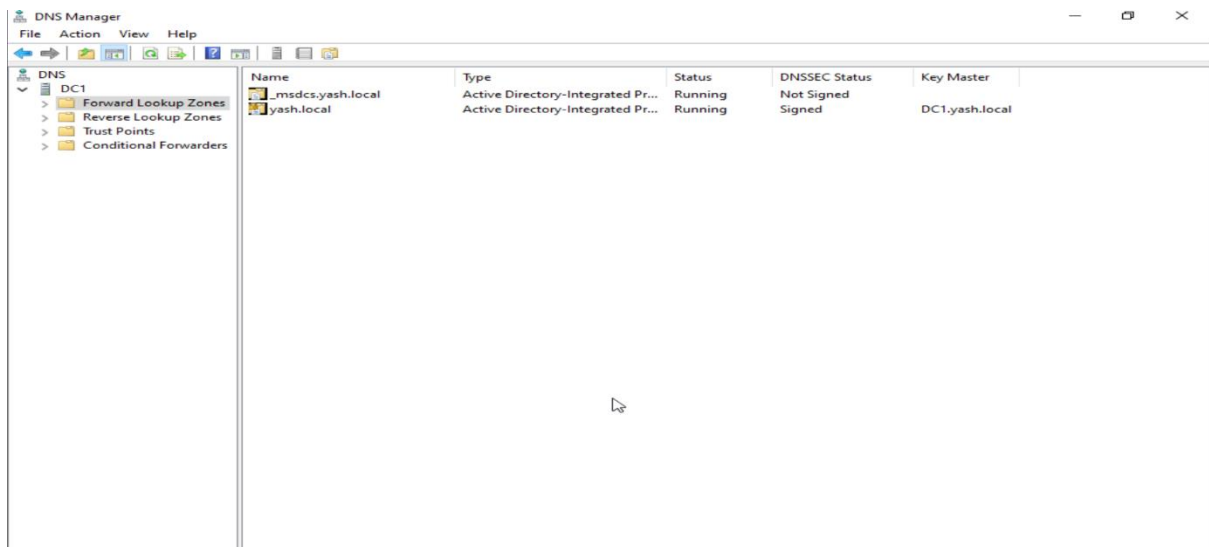 DNS Manager
File Action View Help
DNS
DC1
Forward Lookup Zones
Reverse Lookup Zones
Trust Points
Conditional Forwarders
Name Type Status DNSSEC Status Key Master
_msdcs.yash.local Active Directory-Integrated Pr... Running Not Signed
yash.local Active Directory-Integrated Pr... Running Signed DC1.yash.local